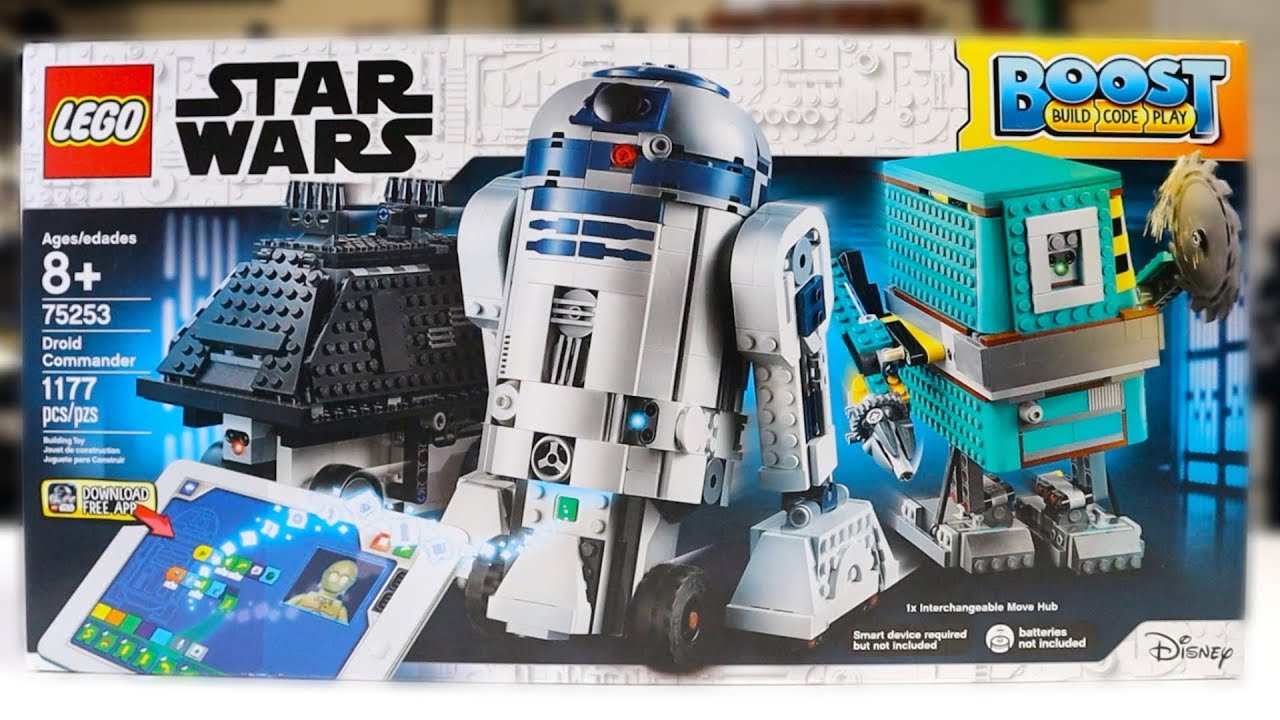 LEGO
STAR
WARS
BOOST
BUILD CODE PLAY
Ages/edades
8+
75253
Droid
Commander
1177
pcs/pzs
Building Toy
Jouet de construction
Juguete para Construir
DOWNLOAD
FREE APP
1x Interchangeable Move Hub
Smart device required
but not included
batteries
not included
Disney